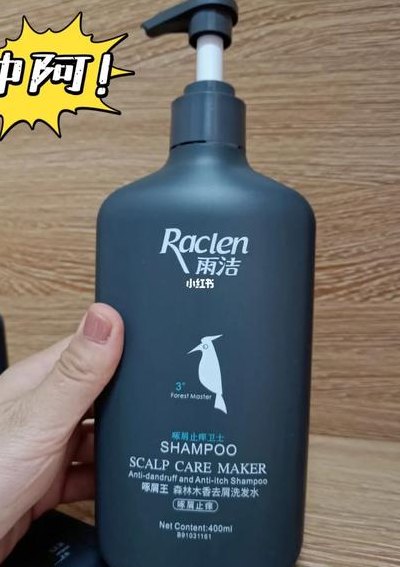 冲阿!
Raclen
雨洁
小红书
3°
Forest Master
啄屑止痒卫士
SHAMPOO
SCALP CARE MAKER
Anti-dandruff and Anti-itch Shampoo
啄屑王 森林木香去屑洗发水
啄屑止痒
Net Content:400ml
B91031161